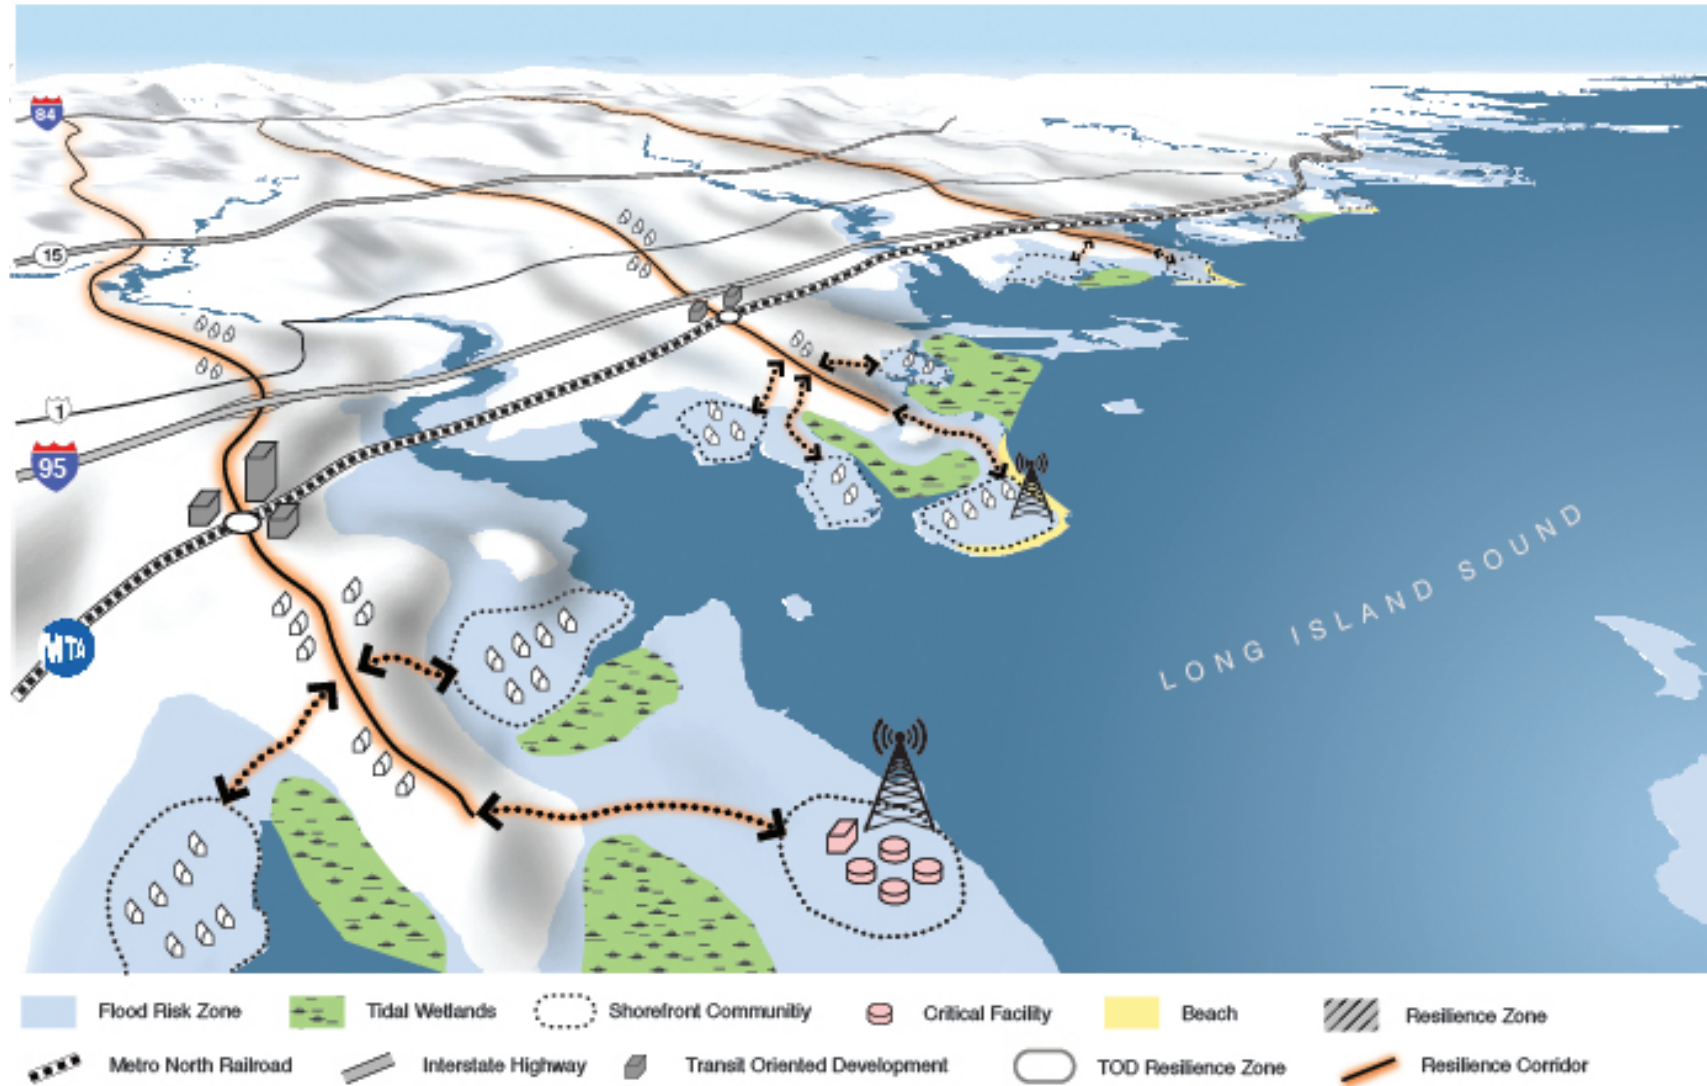 84
15
1
95
MTA
LONG ISLAND SOUND
Flood Risk Zone
Tidal Wetlands
Shorefront Communitiy
Critical Facility
Beach
Resilience Zone
Metro North Railroad
Interstate Highway
Transit Oriented Development
TOD Resilience Zone
Resilience Corridor